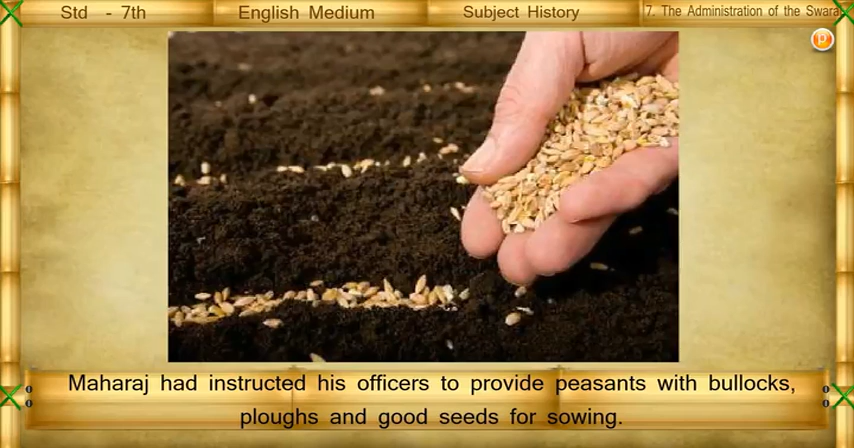 Std - 7th
English Medium
Subject History
7. The Administration of the Swara
P
Maharaj had instructed his officers to provide peasants with bullocks,
ploughs and good seeds for sowing.